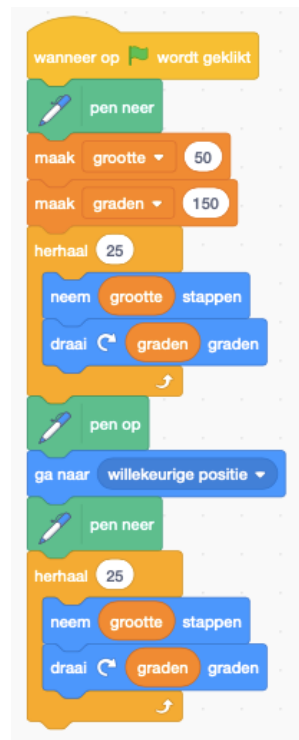 wanneer op wordt geklikt
pen neer
maak grootte 50
maak graden 150
herhaal 25
neem grootte stappen
draai graden graden
pen op
ga naar willekeurige positie
pen neer
herhaal 25
neem grootte stappen
draai graden graden